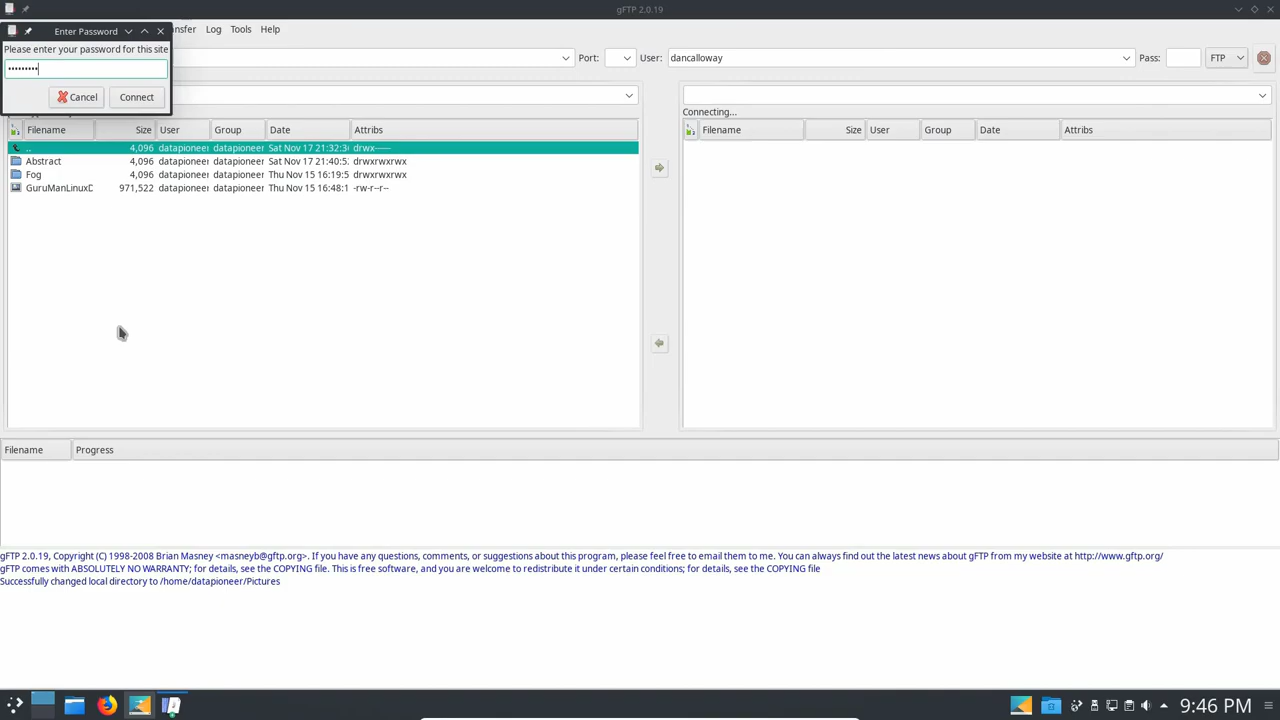 gFTP 2.0.19
Enter Password
Transfer Log Tools Help
Please enter your password for this site
•••••••••
Port: User: dancalloway Pass: FTP
Cancel Connect
Connecting...
Filename Size User Group Date Attribs
Filename Size User Group Date Attribs
.. 4,096 datapioneer datapioneer Sat Nov 17 21:32:3 drwx------
Abstract 4,096 datapioneer datapioneer Sat Nov 17 21:40:5 drwxrwxrwx
Fog 4,096 datapioneer datapioneer Thu Nov 15 16:19:5 drwxrwxrwx
GuruManLinuxD 971,522 datapioneer datapioneer Thu Nov 15 16:48:1 -rw-r--r--
Filename Progress
gFTP 2.0.19, Copyright (C) 1998-2008 Brian Masney <masneyb@gftp.org>. If you have any questions, comments, or suggestions about this program, please feel free to email them to me. You can always find out the latest news about gFTP from my website at http://www.gftp.org/
gFTP comes with ABSOLUTELY NO WARRANTY; for details, see the COPYING file. This is free software, and you are welcome to redistribute it under certain conditions; for details, see the COPYING file
Successfully changed local directory to /home/datapioneer/Pictures
9:46 PM